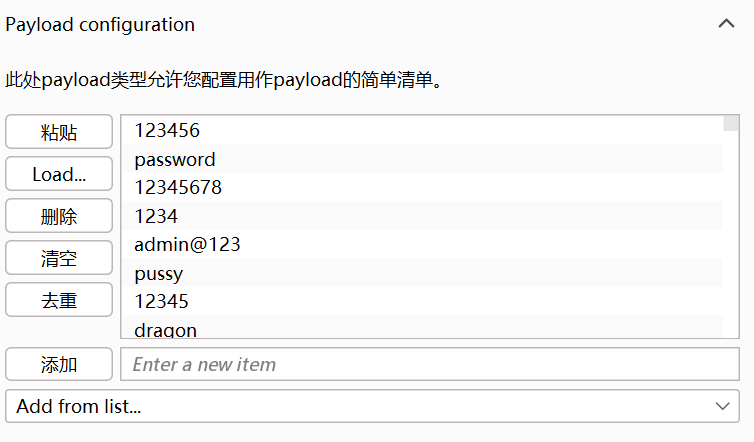 Payload configuration
此处payload类型允许您配置用作payload的简单清单。
粘贴
Load...
删除
清空
去重
123456
password
12345678
1234
admin@123
pussy
12345
dragon
添加
Enter a new item
Add from list...